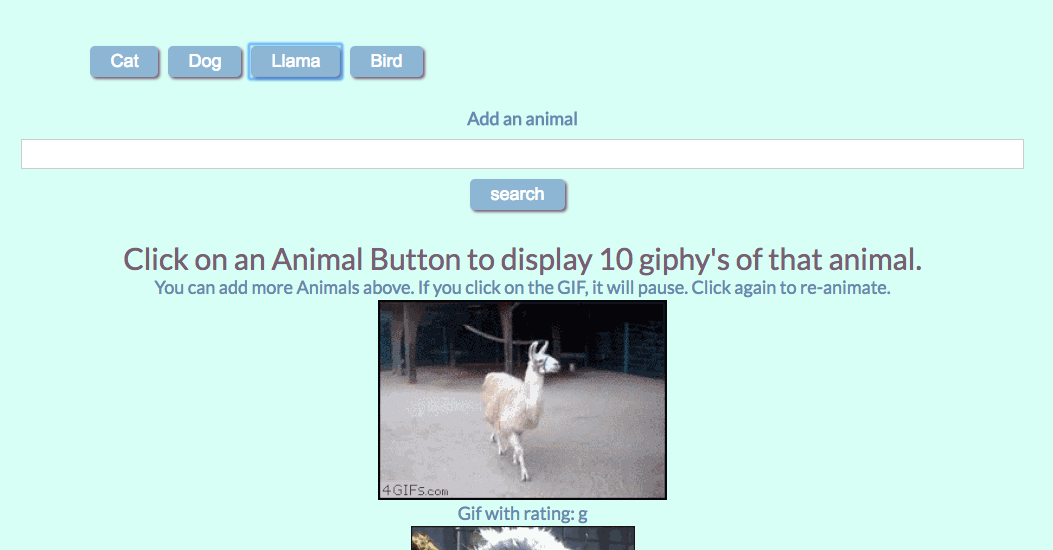 Cat Dog Llama Bird
Add an animal
search
Click on an Animal Button to display 10 giphy's of that animal.
You can add more Animals above. If you click on the GIF, it will pause. Click again to re-animate.
4GIFs.com
Gif with rating: g